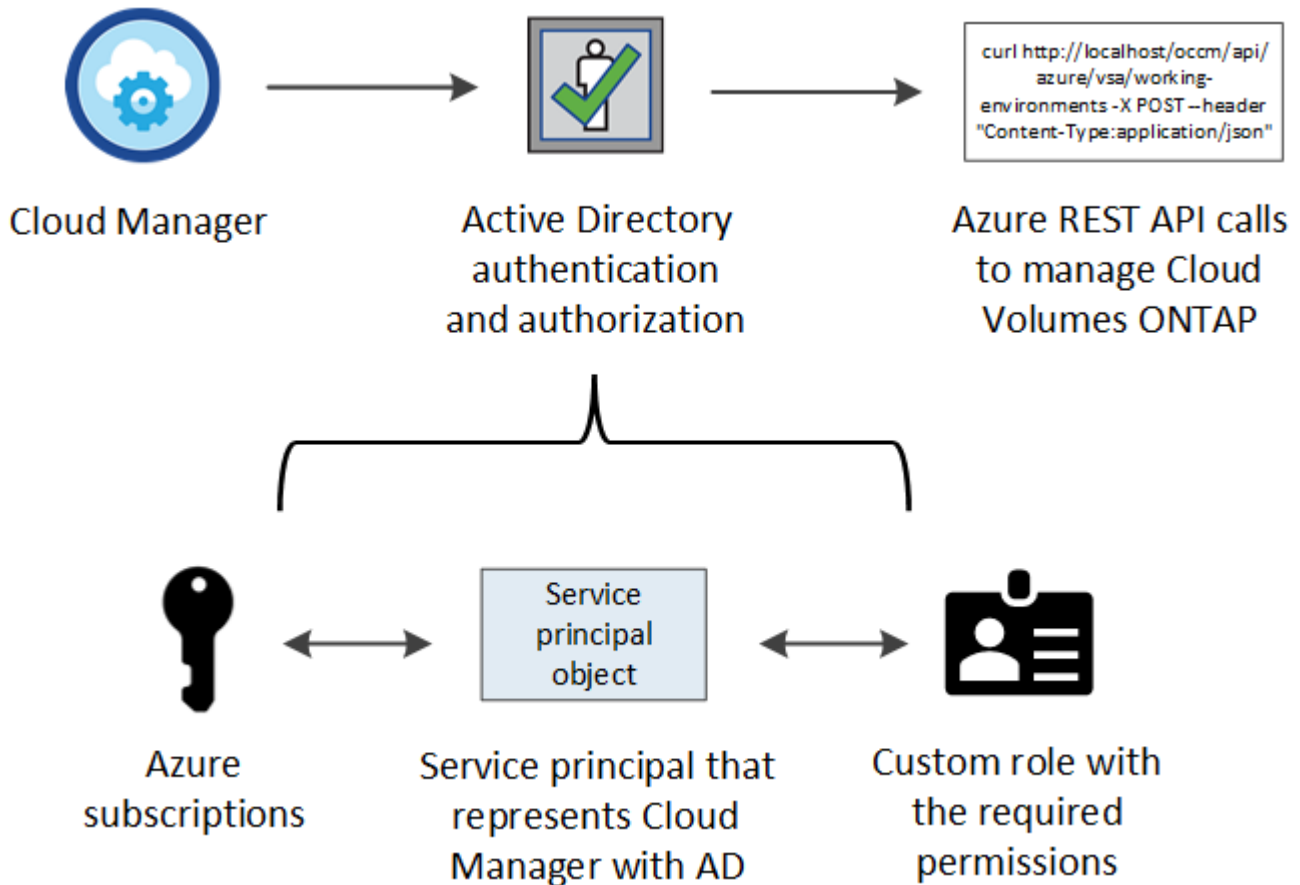 curl http://localhost/occm/api/
azure/vsa/working-
environments -X POST --header
"Content-Type:application/json"
Cloud Manager
Active Directory
authentication
and authorization
Azure REST API calls
to manage Cloud
Volumes ONTAP
Service
principal
object
Azure
subscriptions
Service principal that
represents Cloud
Manager with AD
Custom role with
the required
permissions